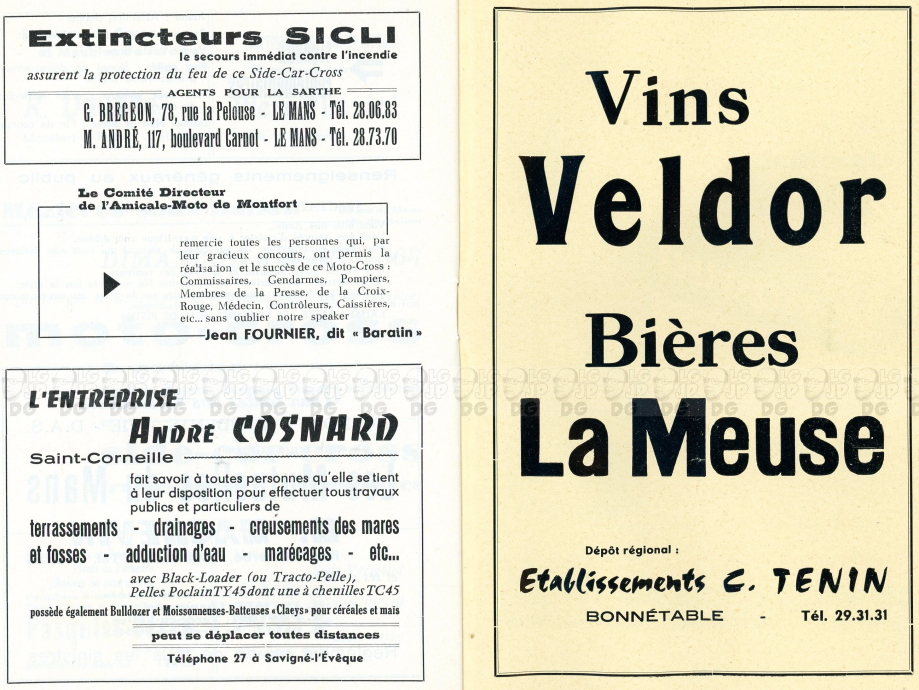 Extincteurs SICLI
le secours immédiat contre l'incendie
assurent la protection du feu de ce Side-Car-Cross
AGENTS POUR LA SARTHE
G. BREGEON, 78, rue la Pelouse - LE MANS - Tél. 28.06.83
M. ANDRÉ, 117, boulevard Carnot - LE MANS - Tél. 28.73.70
Le Comité Directeur
de l'Amicale-Moto de Montfort
remercie toutes les personnes qui, par
leur gracieux concours, ont permis la
réalisation et le succès de ce Moto-Cross :
Commissaires, Gendarmes, Pompiers,
Membres de la Presse, de la Croix-
Rouge, Médecin, Contrôleurs, Caissières,
etc... sans oublier notre speaker
Jean FOURNIER, dit « Baratin »
L'ENTREPRISE
ANDRÉ COSNARD
Saint-Corneille
fait savoir à toutes personnes qu'elle se tient
à leur disposition pour effectuer tous travaux
publics et particuliers de
terrassements - drainages - creusements des mares
et fosses - adduction d'eau - marécages - etc...
avec Black-Loader (ou Tracto-Pelle),
Pelles Poclain TY45 dont une à chenilles TC45
possède également Bulldozer et Moissonneuses-Batteuses «Claeys» pour céréales et maïs
peut se déplacer toutes distances
Téléphone 27 à Savigné-l'Évêque
Vins
Veldor
Bières
La Meuse
Dépôt régional :
Etablissements C. TENIN
BONNÉTABLE - Tél. 29.31.31